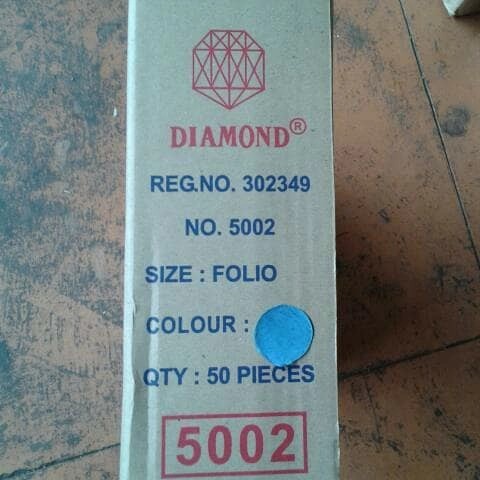 DIAMOND®
REG.NO. 302349
NO. 5002
SIZE : FOLIO
COLOUR :
QTY : 50 PIECES
5002